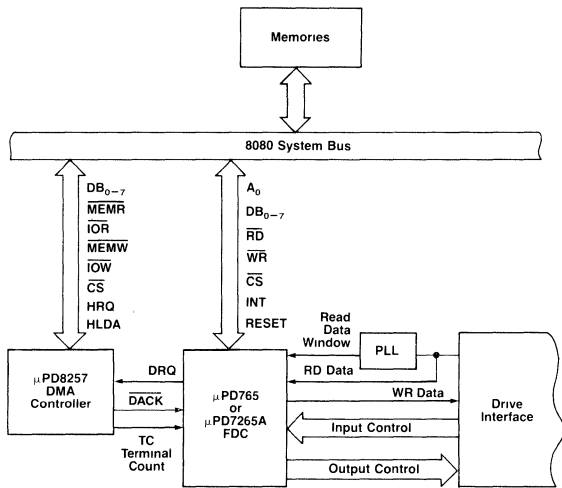 Memories
8080 System Bus
DB0–7
MEMR
IOR
MEMW
IOW
CS
HRQ
HLDA
A0
DB0–7
RD
WR
CS
INT
RESET
Read
Data
Window
PLL
μPD8257
DMA
Controller
DRQ
DACK
TC
Terminal
Count
μPD765
or
μPD7265A
FDC
RD Data
WR Data
Input Control
Output Control
Drive
Interface